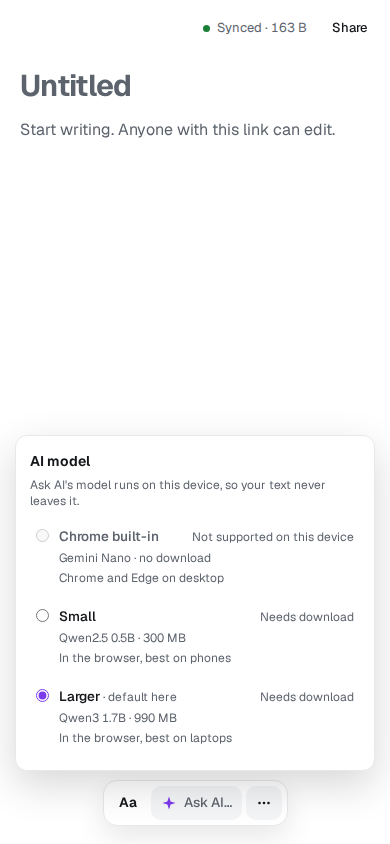 Synced · 163 B Share
Untitled
Start writing. Anyone with this link can edit.
AI model
Ask AI's model runs on this device, so your text never
leaves it.
Chrome built-in Not supported on this device
Gemini Nano · no download
Chrome and Edge on desktop
Small Needs download
Qwen2.5 0.5B · 300 MB
In the browser, best on phones
Larger · default here Needs download
Qwen3 1.7B · 990 MB
In the browser, best on laptops
Aa Ask AI... ···